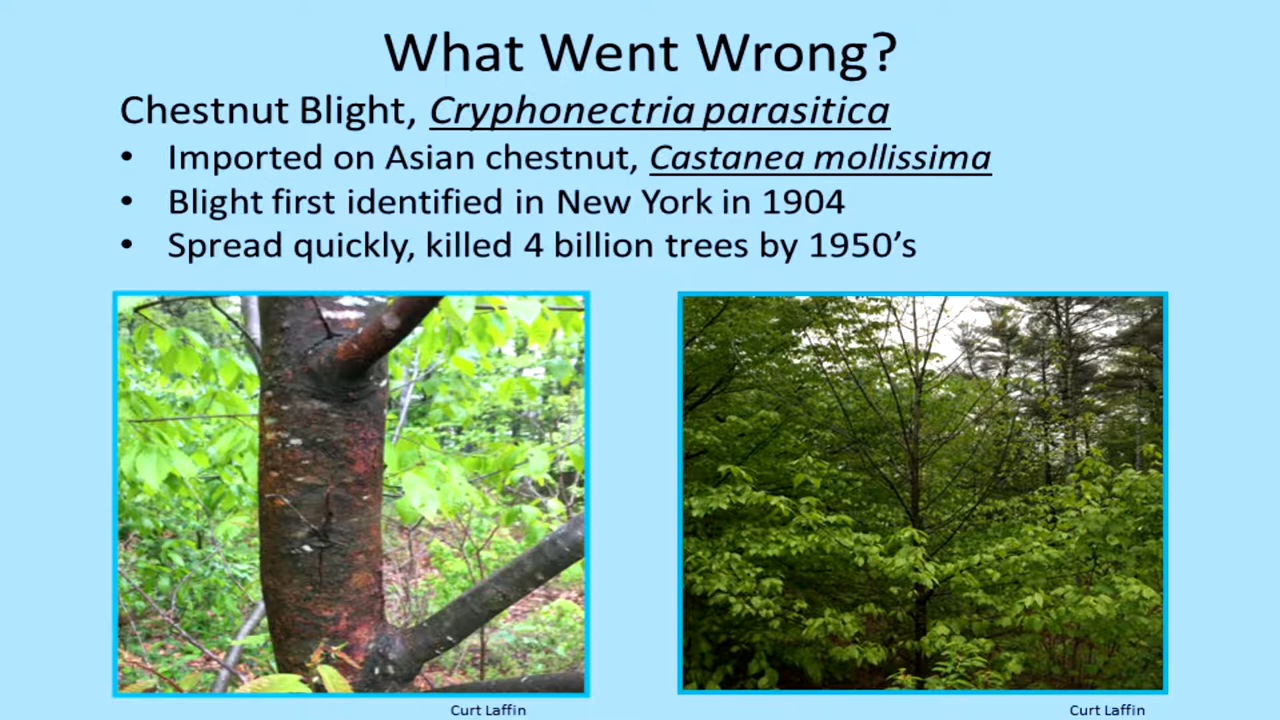 What Went Wrong?
Chestnut Blight, Cryphonectria parasitica
• Imported on Asian chestnut, Castanea mollissima
• Blight first identified in New York in 1904
• Spread quickly, killed 4 billion trees by 1950's
Curt Laffin
Curt Laffin